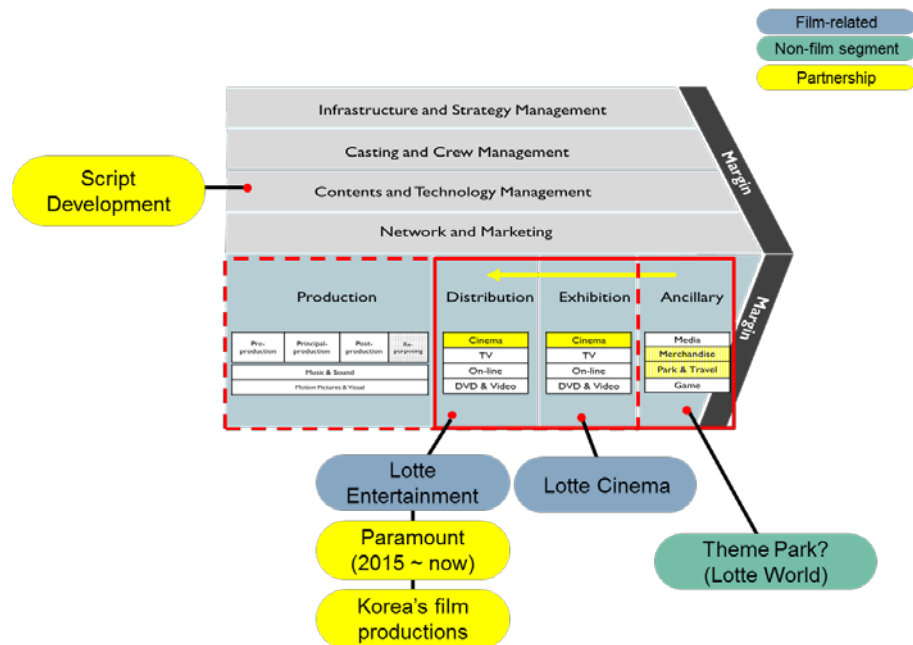 Film-related
Non-film segment
Partnership
Infrastructure and Strategy Management
Casting and Crew Management
Contents and Technology Management
Network and Marketing
Margin
Margin
Script
Development
Production
Distribution
Exhibition
Ancillary
Pre-
production
Principal-
production
Post-
production
Re-
purposing
Music & Sound
Motion Pictures & Visual
Cinema
TV
On-line
DVD & Video
Cinema
TV
On-line
DVD & Video
Media
Merchandise
Park & Travel
Game
Lotte
Entertainment
Lotte Cinema
Paramount
(2015 ~ now)
Korea's film
productions
Theme Park?
(Lotte World)